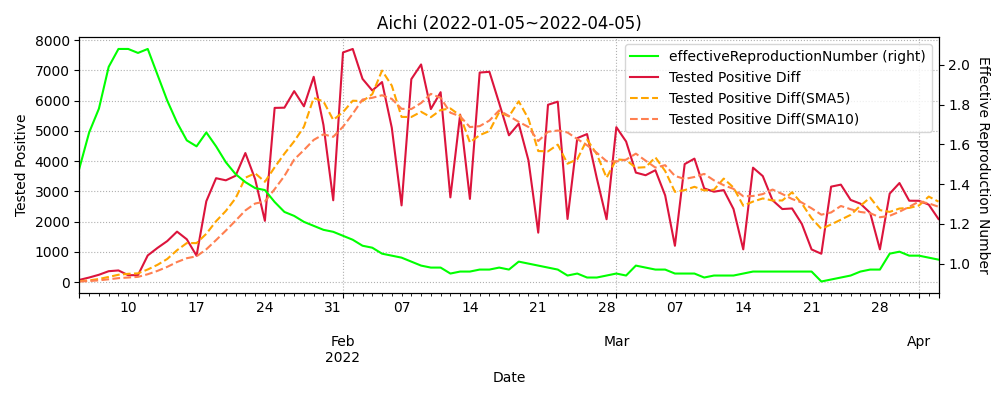 Aichi (2022-01-05~2022-04-05)
effectiveReproductionNumber (right)
Tested Positive Diff
Tested Positive Diff(SMA5)
Tested Positive Diff(SMA10)
Tested Positive
8000
7000
6000
5000
4000
3000
2000
1000
0
Effective Reproduction Number
2.0
1.8
1.6
1.4
1.2
1.0
10 17 24 31 07 14 21 28 07 14 21 28
Feb Mar Apr
2022
Date